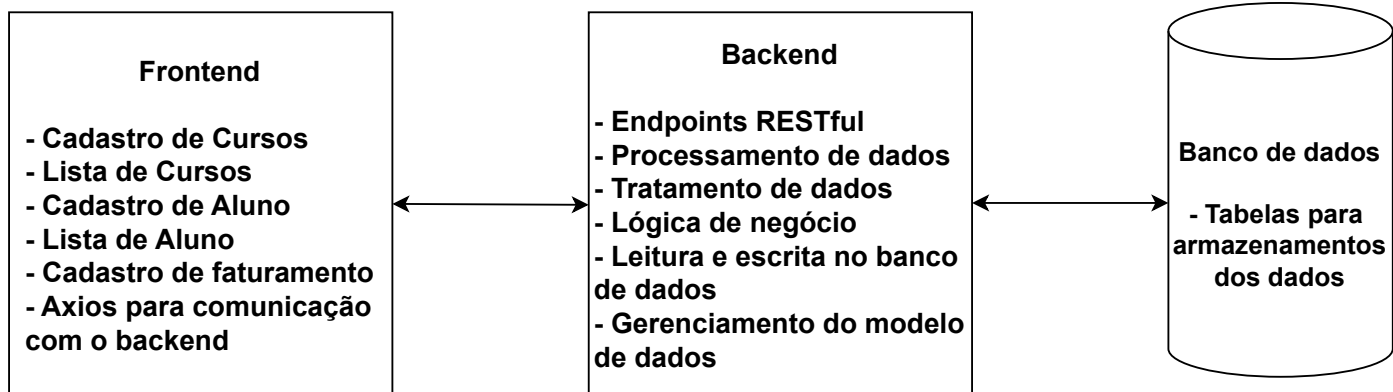 Frontend
- Cadastro de Cursos
- Lista de Cursos
- Cadastro de Aluno
- Lista de Aluno
- Cadastro de faturamento
- Axios para comunicação
com o backend
Backend
- Endpoints RESTful
- Processamento de dados
- Tratamento de dados
- Lógica de negócio
- Leitura e escrita no banco
de dados
- Gerenciamento do modelo
de dados
Banco de dados
- Tabelas para
armazenamentos
dos dados